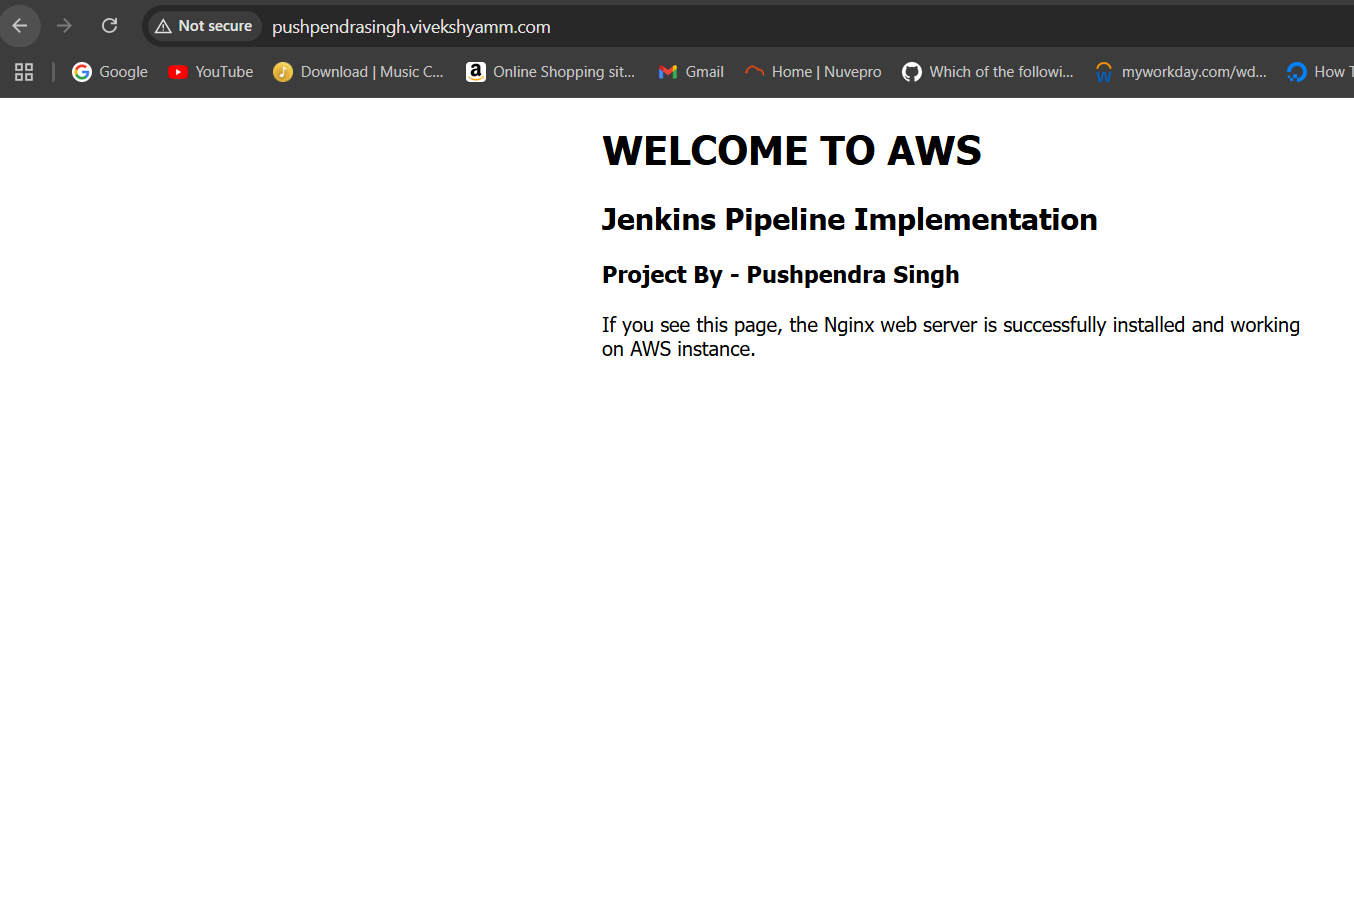 Not secure pushpendrasingh.vivekshyamm.com
Google YouTube Download | Music C... Online Shopping sit... Gmail Home | Nuvepro Which of the followi... myworkday.com/wd... How
WELCOME TO AWS
Jenkins Pipeline Implementation
Project By - Pushpendra Singh
If you see this page, the Nginx web server is successfully installed and working
on AWS instance.